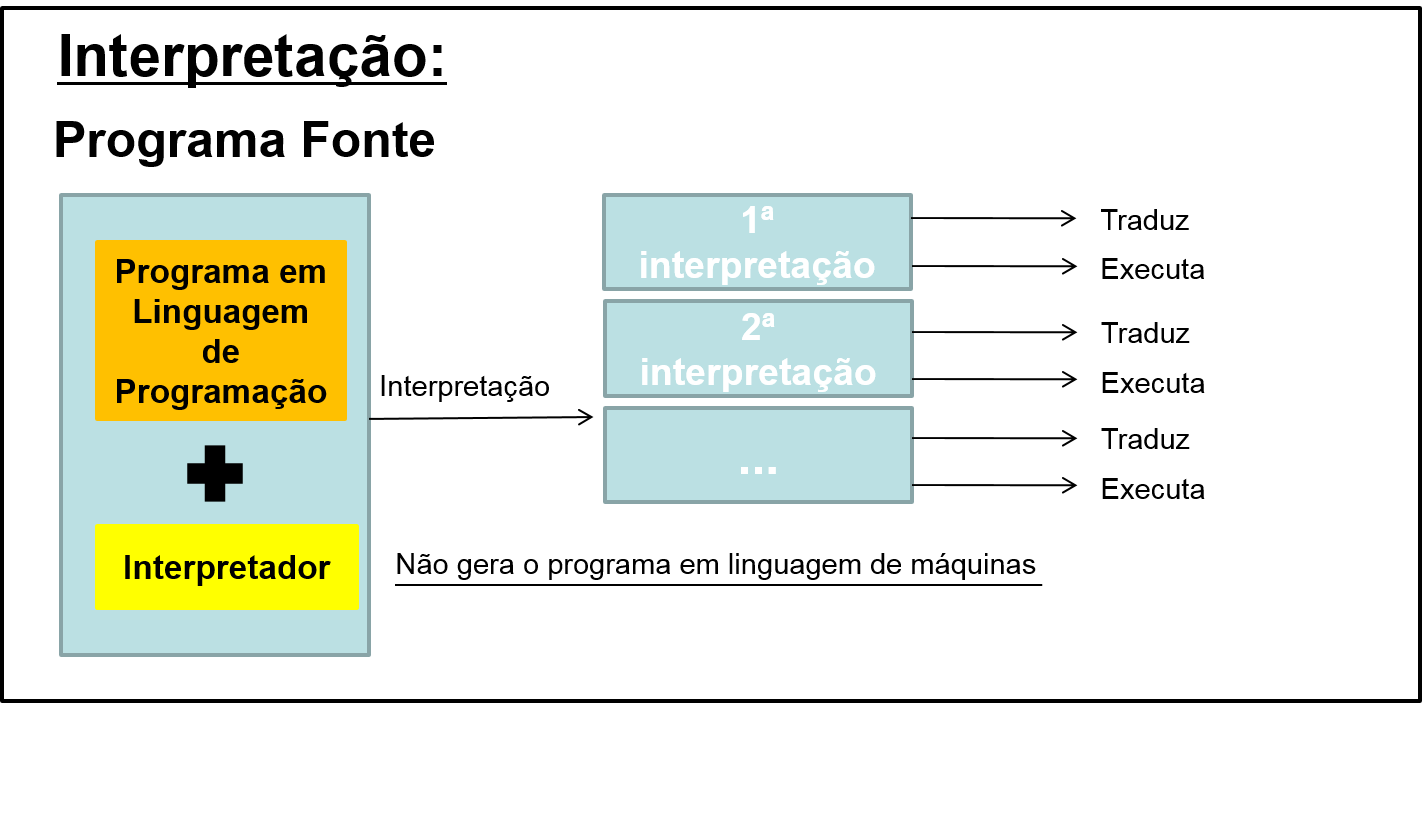 Interpretação:
Programa Fonte
Programa em
Linguagem
de
Programação
Interpretador
Interpretação
1ª
interpretação
Traduz
Executa
2ª
interpretação
Traduz
Executa
...
Traduz
Executa
Não gera o programa em linguagem de máquinas